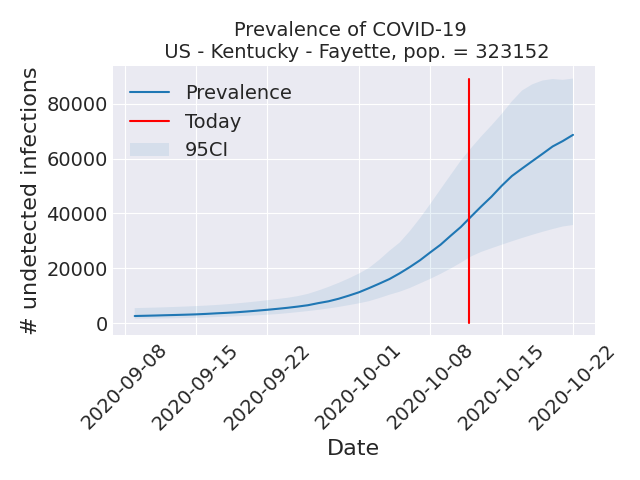 Prevalence of COVID-19
US - Kentucky - Fayette, pop. = 323152
# undetected infections
80000
60000
40000
20000
0
Prevalence
Today
95CI
2020-09-08
2020-09-15
2020-09-22
2020-10-01
2020-10-08
2020-10-15
2020-10-22
Date